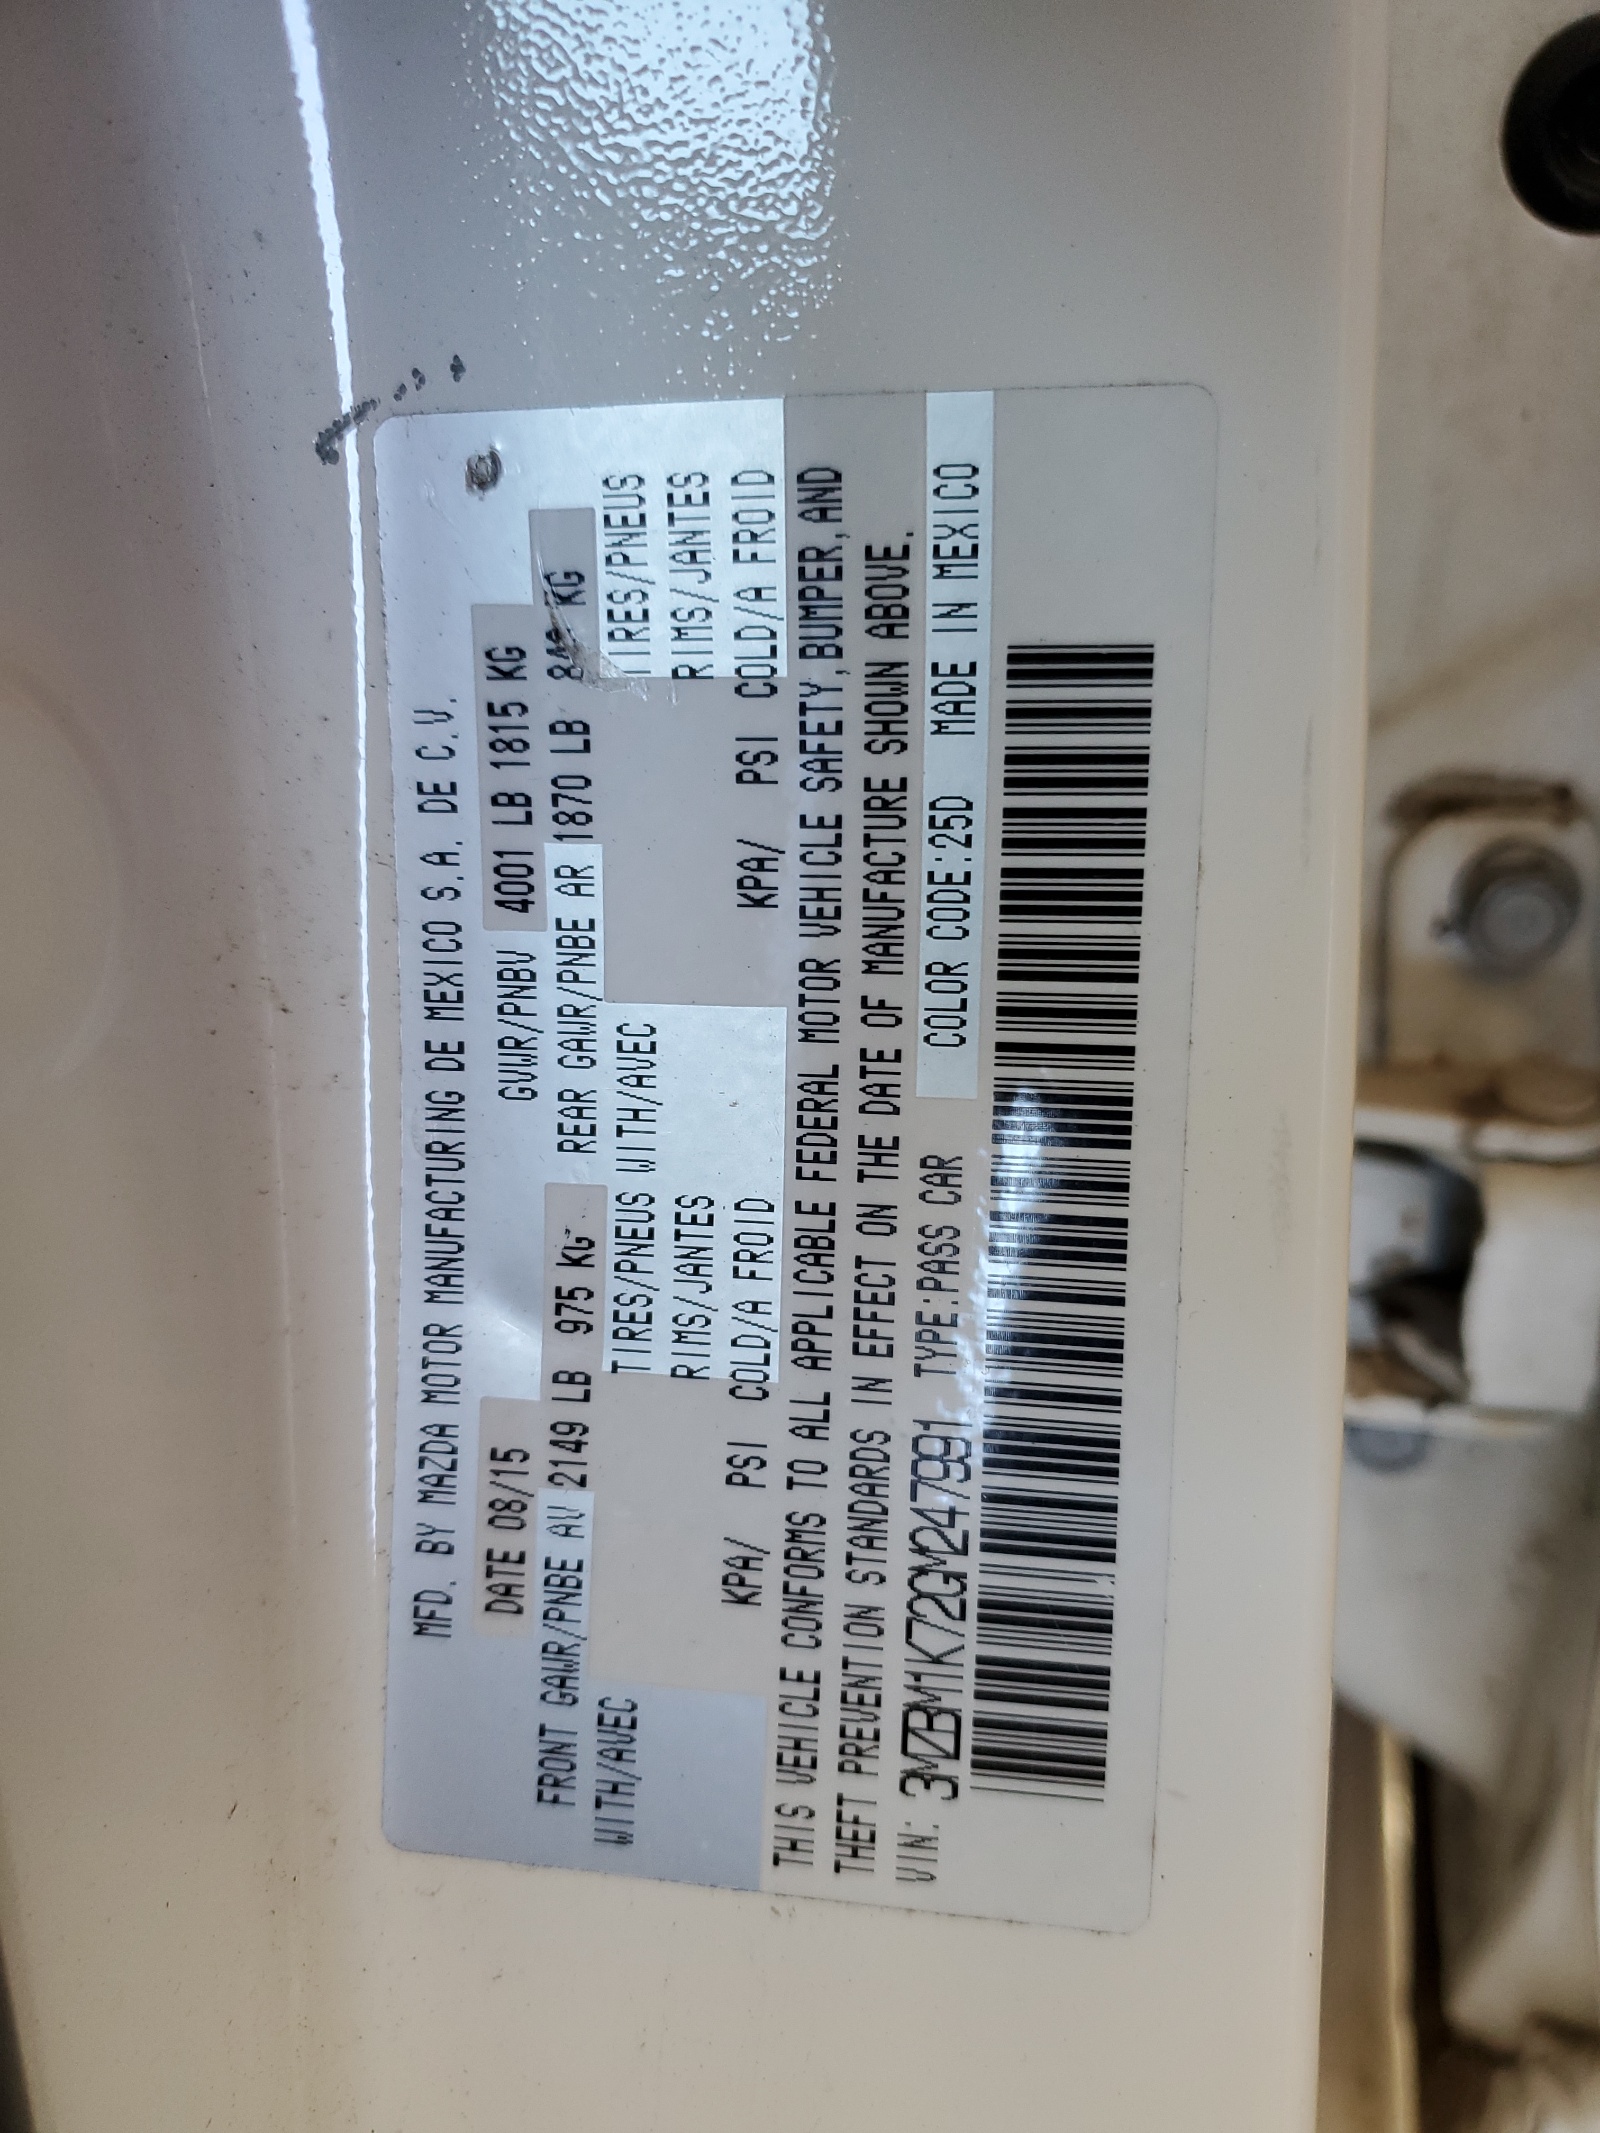 MFD. BY MAZDA MOTOR MANUFACTURING DE MEXICO S.A. DE C.V.
DATE 08/15 GVWR/PNBV 4001 LB 1815 KG
FRONT GAWR/PNBE AV 2149 LB 975 KG REAR GAWR/PNBE AR 1870 LB KG
WITH/AVEC TIRES/PNEUS WITH/AVEC TIRES/PNEUS
RIMS/JANTES RIMS/JANTES
KPA/ PSI COLD/A FROID KPA/ PSI COLD/A FROID
THIS VEHICLE CONFORMS TO ALL APPLICABLE FEDERAL MOTOR VEHICLE SAFETY, BUMPER, AND
THEFT PREVENTION STANDARDS IN EFFECT ON THE DATE OF MANUFACTURE SHOWN ABOVE.
VIN: 3MZBM1K72GM247991 TYPE:PASS CAR COLOR CODE:25D MADE IN MEXICO